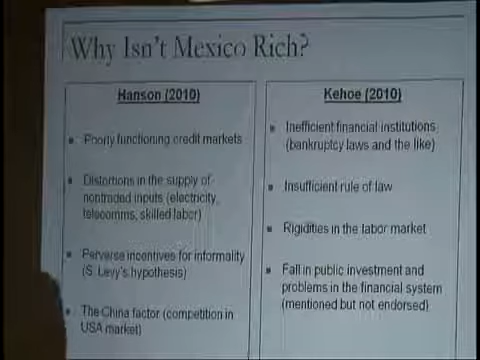 Why Isn't Mexico Rich?
Hanson (2010)
Poorly functioning credit markets
Distortions in the supply of
nontraded inputs (electricity,
telecomms, skilled labor)
Perverse incentives for informality
(S. Levy's hypothesis)
The China factor (competition in
USA market)
Kehoe (2010)
Inefficient financial institutions
(bankruptcy laws and the like)
Insufficient rule of law
Rigidities in the labor market
Fall in public investment and
problems in the financial system
(mentioned but not endorsed)